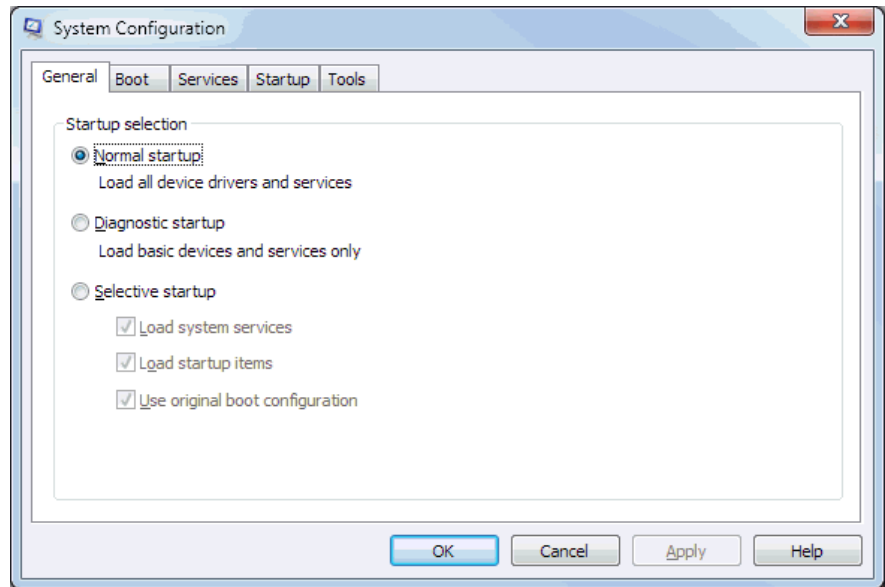 System Configuration
General Boot Services Startup Tools
Startup selection
Normal startup
Load all device drivers and services
Diagnostic startup
Load basic devices and services only
Selective startup
Load system services
Load startup items
Use original boot configuration
OK Cancel Apply Help